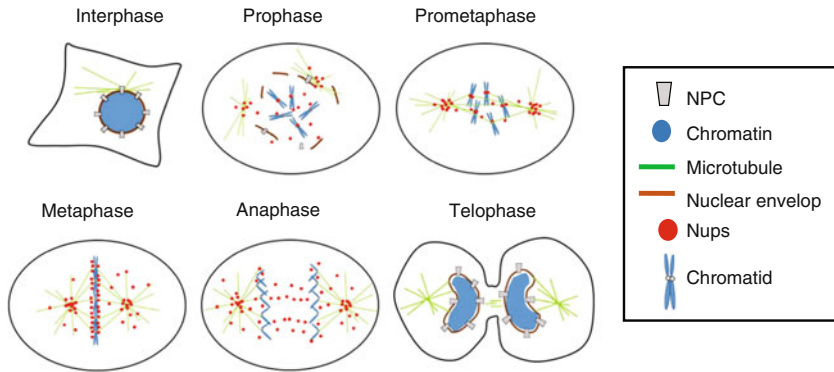 Interphase
Prophase
Prometaphase
Metaphase
Anaphase
Telophase
NPC
Chromatin
Microtubule
Nuclear envelop
Nups
Chromatid